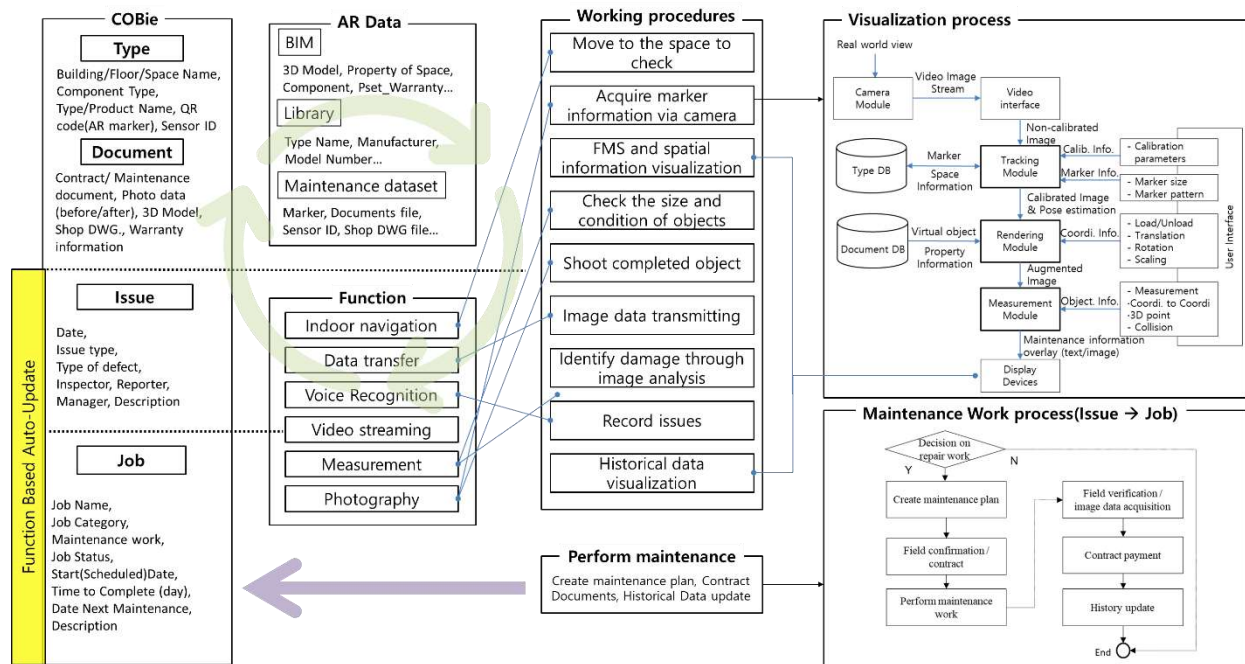 COBie
Type
Building/Floor/Space Name,
Component Type,
Type/Product Name, QR
code(AR marker), Sensor ID
Document
Contract/ Maintenance
document, Photo data
(before/after), 3D Model,
Shop DWG., Warranty
information
Function Based Auto-Update
Issue
Date,
Issue type,
Type of defect,
Inspector, Reporter,
Manager, Description
Job
Job Name,
Job Category,
Maintenance work,
Job Status,
Start(Scheduled)Date,
Time to Complete (day),
Date Next Maintenance,
Description
AR Data
BIM
3D Model, Property of Space,
Component, Pset_Warranty...
Library
Type Name, Manufacturer,
Model Number...
Maintenance dataset
Marker, Documents file,
Sensor ID, Shop DWG file...
Function
Indoor navigation
Data transfer
Voice Recognition
Video streaming
Measurement
Photography
Working procedures
Move to the space to
check
Acquire marker
information via camera
FMS and spatial
information visualization
Check the size and
condition of objects
Shoot completed object
Image data transmitting
Identify damage through
image analysis
Record issues
Historical data
visualization
Perform maintenance
Create maintenance plan, Contract
Documents, Historical Data update
Visualization process
Real world view
Camera
Module
Video Image
Stream
Video
interface
Non-calibrated
Image
Type DB
Marker
Space
Information
Tracking
Module
Calib. Info.
- Calibration
parameters
Marker Info.
- Marker size
- Marker pattern
Calibrated Image
& Pose estimation
Document DB
Virtual object
Property
Information
Rendering
Module
Coordi. Info.
- Load/Unload
- Translation
- Rotation
- Scaling
User Interface
Augmented
Image
Measurement
Module
Object. Info.
- Measurement
-Coordi. to Coordi
-3D point
- Collision
Maintenance information
overlay (text/image)
Display
Devices
Maintenance Work process(Issue → Job)
Decision on
repair work
Y
N
Create maintenance plan
Field confirmation /
contract
Perform maintenance
work
Field verification /
image data acquisition
Contract payment
History update
End